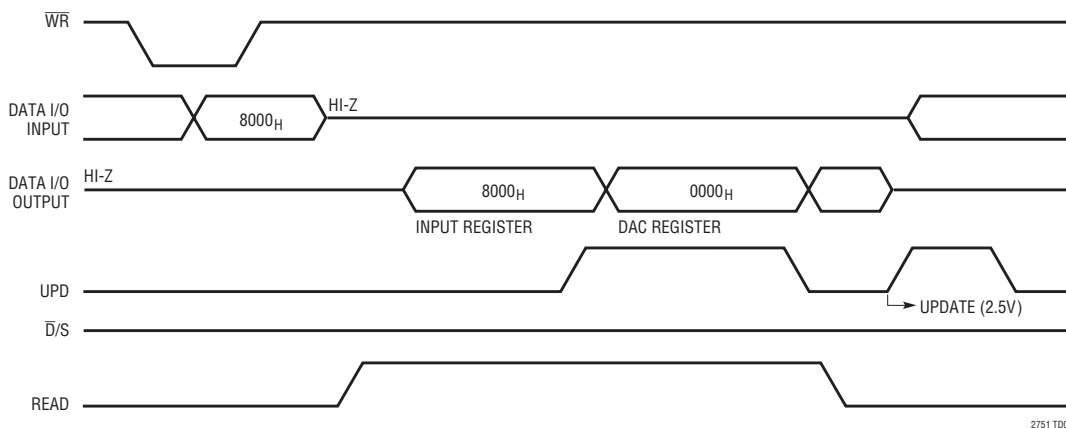 WR
DATA I/O
INPUT
8000H
HI-Z
DATA I/O
OUTPUT
HI-Z
8000H
0000H
INPUT REGISTER
DAC REGISTER
UPD
UPDATE (2.5V)
D/S
READ